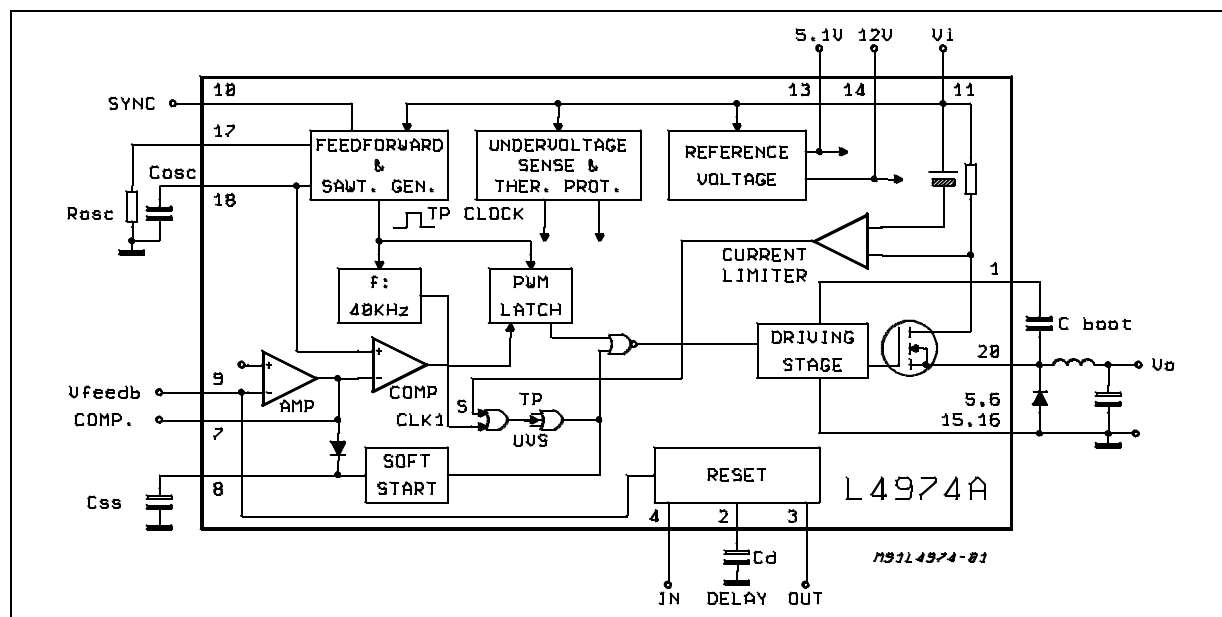 5.1V 12V Vi
10 13 14 11
SYNC
17
FEEDFORWARD
&
SAWT. GEN.
UNDERVOLTAGE
SENSE &
THER. PROT.
REFERENCE
VOLTAGE
Cosc
18
Rosc
TP CLOCK
CURRENT
LIMITER
1
F:
40KHz
PWM
LATCH
C boot
DRIVING
STAGE
20
Vo
+
-
AMP
+
-
COMP
9
Vfeedb
COMP.
7
S
CLK1
TP
UVS
5.6
15.16
SOFT
START
8
Css
RESET
L4974A
4 2 3
Cd
M91L4974-01
IN DELAY OUT